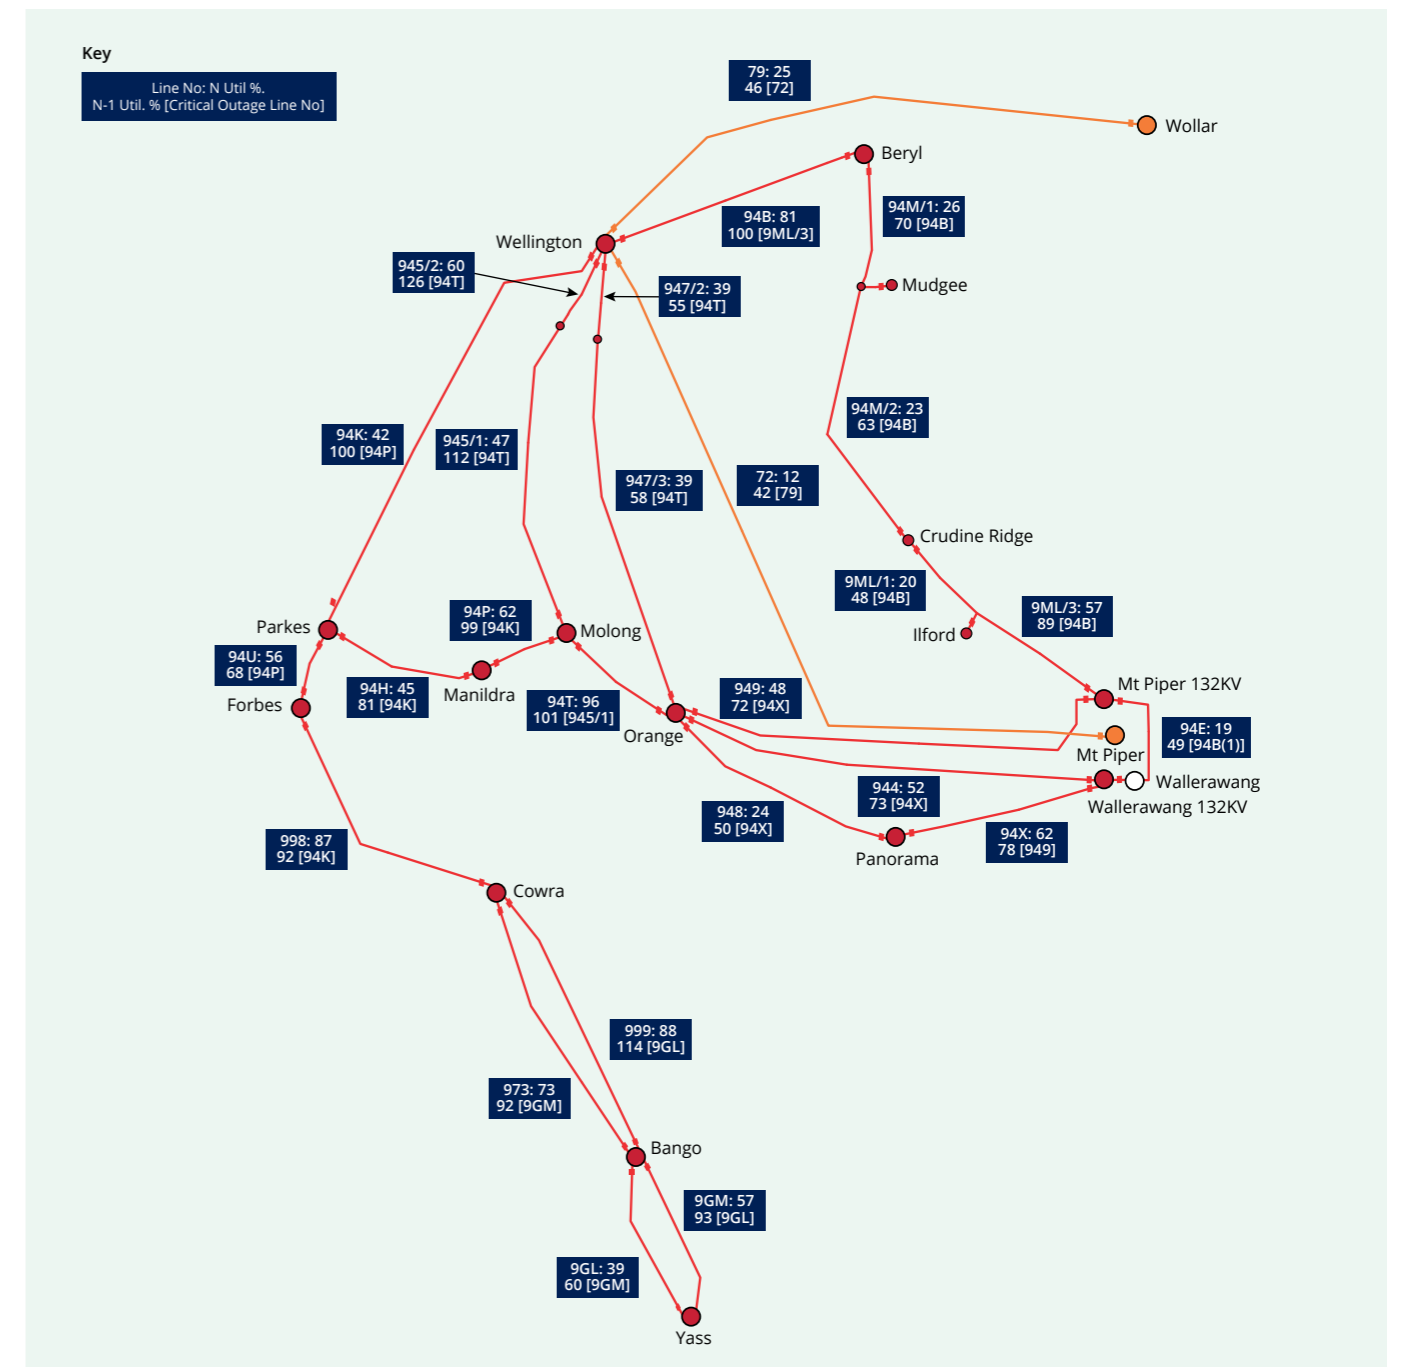 Key
Line No: N Util %.
N-1 Util. % [Critical Outage Line No]
79: 25
46 [72]
Wollar
Beryl
94M/1: 26
70 [94B]
94B: 81
100 [9ML/3]
Wellington
945/2: 60
126 [94T]
947/2: 39
55 [94T]
Mudgee
94M/2: 23
63 [94B]
94K: 42
100 [94P]
945/1: 47
112 [94T]
947/3: 39
58 [94T]
72: 12
42 [79]
Crudine Ridge
9ML/1: 20
48 [94B]
9ML/3: 57
89 [94B]
Ilford
94P: 62
99 [94K]
Molong
Parkes
94U: 56
68 [94P]
94H: 45
81 [94K]
Manildra
Forbes
94T: 96
101 [945/1]
Orange
949: 48
72 [94X]
Mt Piper 132KV
94E: 19
49 [94B(1)]
Mt Piper
Wallerawang
Wallerawang 132KV
944: 52
73 [94X]
948: 24
50 [94X]
94X: 62
78 [949]
Panorama
998: 87
92 [94K]
Cowra
999: 88
114 [9GL]
973: 73
92 [9GM]
Bango
9GM: 57
93 [9GL]
9GL: 39
60 [9GM]
Yass